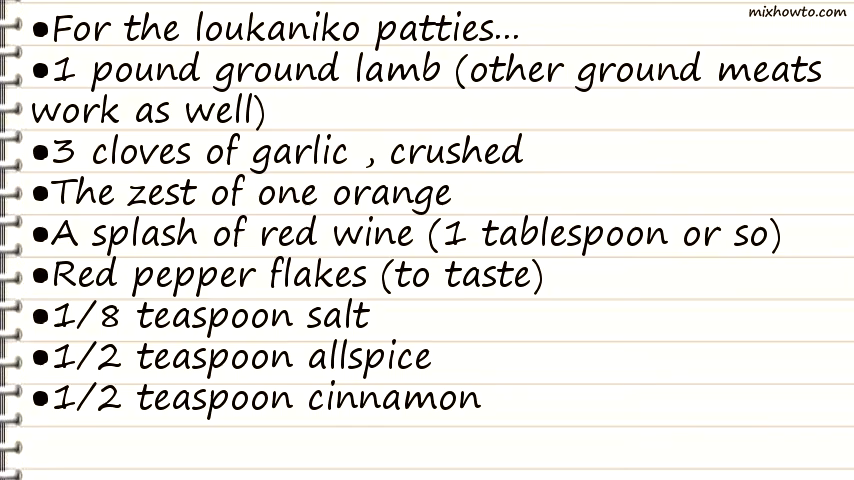 mixhowto.com
•For the loukaniko patties...
•1 pound ground lamb (other ground meats
work as well)
•3 cloves of garlic , crushed
•The zest of one orange
•A splash of red wine (1 tablespoon or so)
•Red pepper flakes (to taste)
•1/8 teaspoon salt
•1/2 teaspoon allspice
•1/2 teaspoon cinnamon